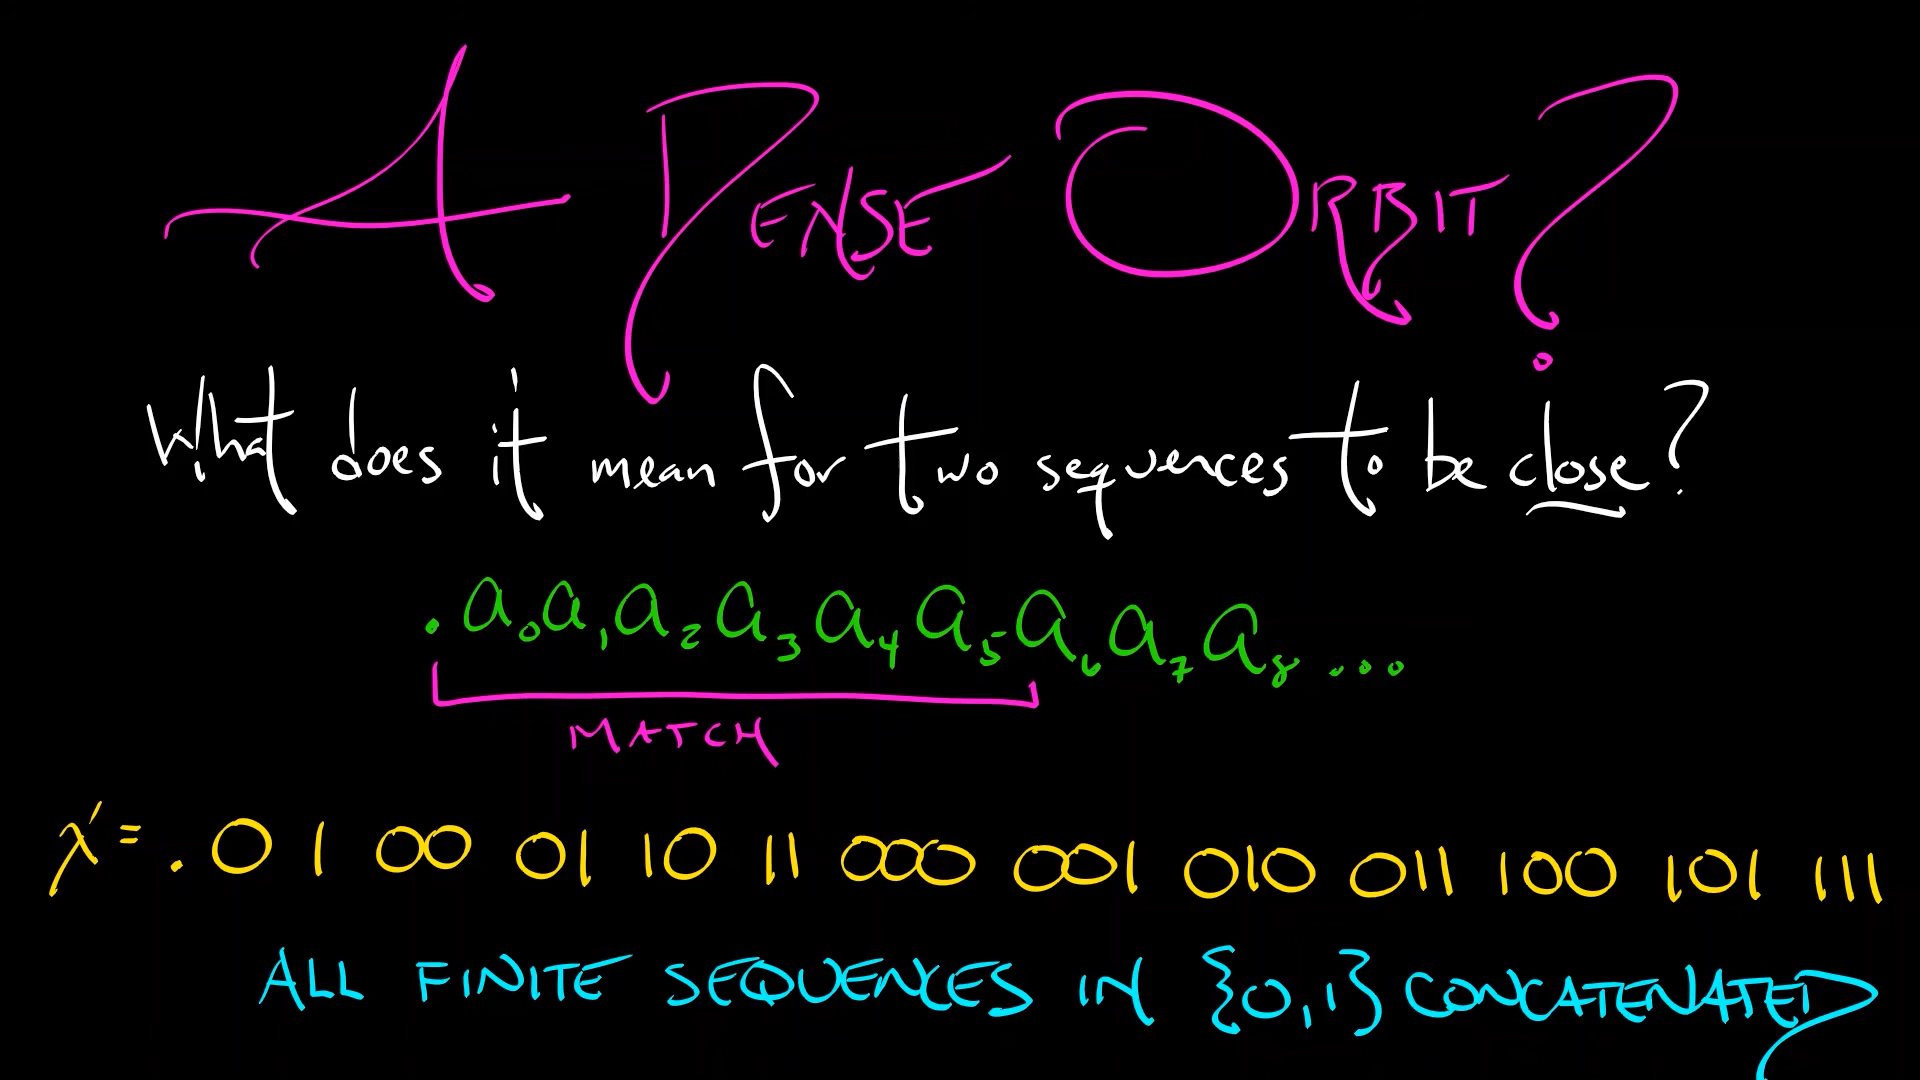 A DENSE ORBIT?
What does it mean for two sequences to be close?
.a₀a₁a₂a₃a₄a₅a₆a₇a₈...
MATCH
x′ = .0 1 00 01 10 11 000 001 010 011 100 101 111
ALL FINITE SEQUENCES IN {0,1} CONCATENATED